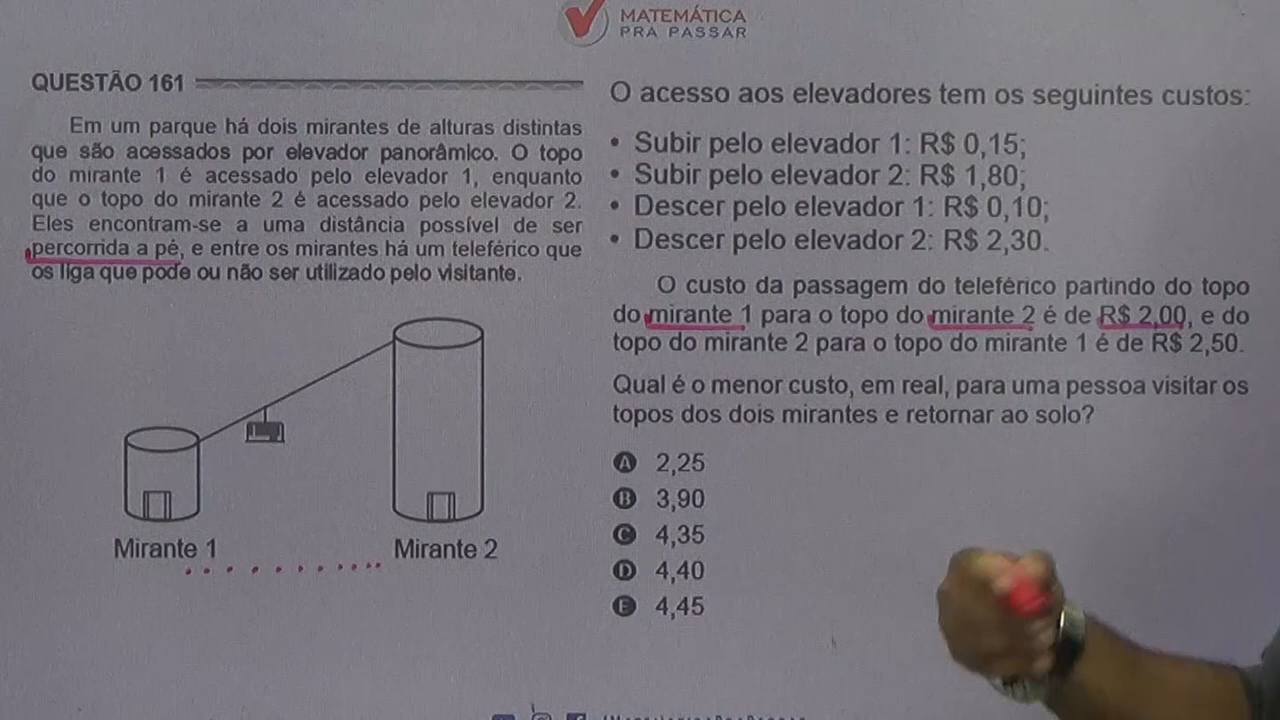 MATEMÁTICA
PRA PASSAR
QUESTÃO 161
Em um parque há dois mirantes de alturas distintas
que são acessados por elevador panorâmico. O topo
do mirante 1 é acessado pelo elevador 1, enquanto
que o topo do mirante 2 é acessado pelo elevador 2.
Eles encontram-se a uma distância possível de ser
percorrida a pé, e entre os mirantes há um teleférico que
os liga que pode ou não ser utilizado pelo visitante.
Mirante 1
Mirante 2
O acesso aos elevadores tem os seguintes custos:
• Subir pelo elevador 1: R$ 0,15;
• Subir pelo elevador 2: R$ 1,80;
• Descer pelo elevador 1: R$ 0,10;
• Descer pelo elevador 2: R$ 2,30.
O custo da passagem do teleférico partindo do topo
do mirante 1 para o topo do mirante 2 é de R$ 2,00, e do
topo do mirante 2 para o topo do mirante 1 é de R$ 2,50.
Qual é o menor custo, em real, para uma pessoa visitar os
topos dos dois mirantes e retornar ao solo?
A 2,25
B 3,90
C 4,35
D 4,40
E 4,45